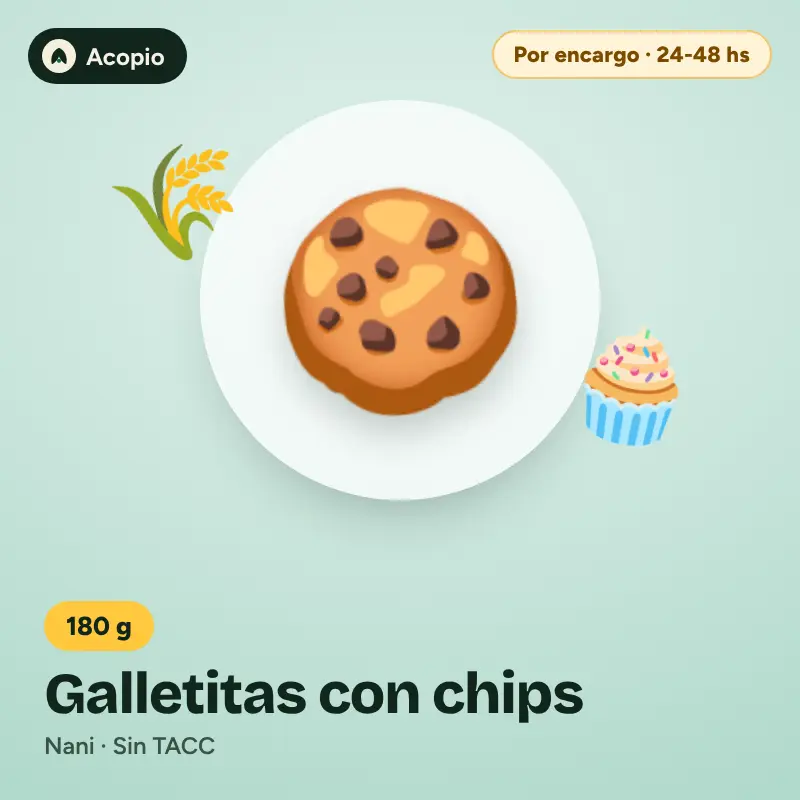 Acopio
Por encargo · 24-48 hs
180 g
Galletitas con chips
Nani · Sin TACC